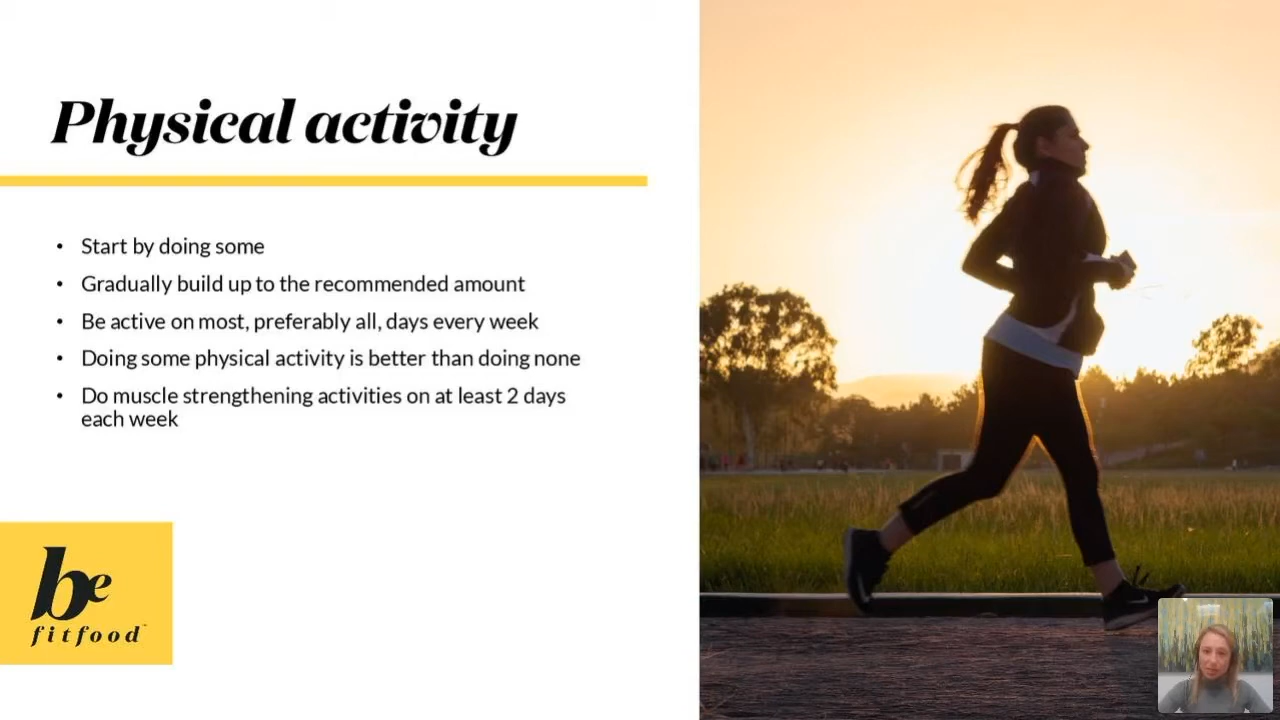 Physical activity
• Start by doing some
• Gradually build up to the recommended amount
• Be active on most, preferably all, days every week
• Doing some physical activity is better than doing none
• Do muscle strengthening activities on at least 2 days
each week
be
fitfood™